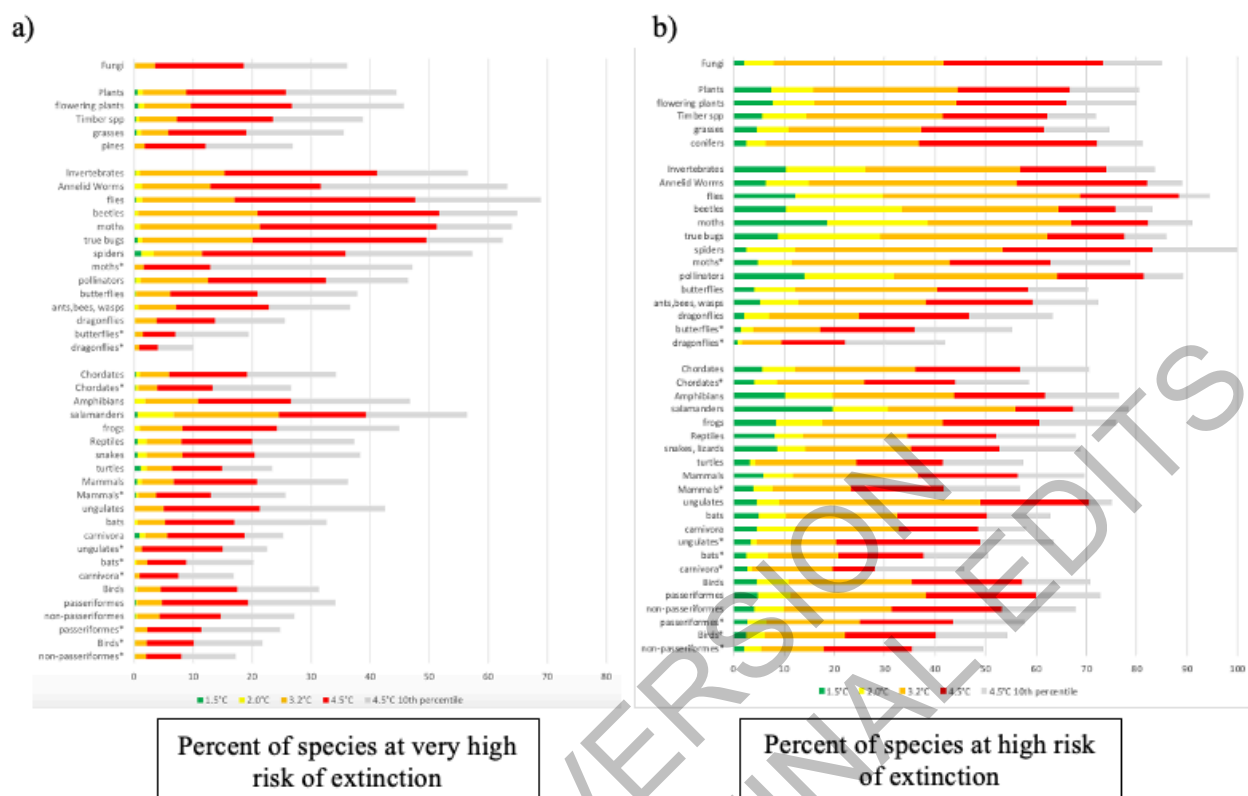 a)
Fungi
Plants
flowering plants
Timber spp
grasses
pines
Invertebrates
Annelid Worms
flies
beetles
moths
true bugs
spiders
moths*
pollinators
butterflies
ants,bees, wasps
dragonflies
butterflies*
dragonflies*
Chordates
Chordates*
Amphibians
salamanders
frogs
Reptiles
snakes
turtles
Mammals
Mammals*
ungulates
bats
carnivora
ungulates*
bats*
carnivora*
Birds
passeriformes
non-passeriformes
passeriformes*
Birds*
non-passeriformes*
0 10 20 30 40 50 60 70 80
1.5°C 2.0°C 3.2°C 4.5°C 4.5°C 10th percentile
Percent of species at very high
risk of extinction
b)
Fungi
Plants
flowering plants
Timber spp
grasses
conifers
Invertebrates
Annelid Worms
flies
beetles
moths
true bugs
spiders
moths*
pollinators
butterflies
ants,bees, wasps
dragonflies
butterflies*
dragonflies*
Chordates
Chordates*
Amphibians
salamanders
frogs
Reptiles
snakes, lizards
turtles
Mammals
Mammals*
ungulates
bats
carnivora
ungulates*
bats*
carnivora*
Birds
passeriformes
non-passeriformes
passeriformes*
Birds*
non-passeriformes*
0 10 20 30 40 50 60 70 80 90 100
1.5°C 2.0°C 3.2°C 4.5°C 4.5°C 10th percentile
Percent of species at high risk
of extinction
VERSION
FINAL EDITS